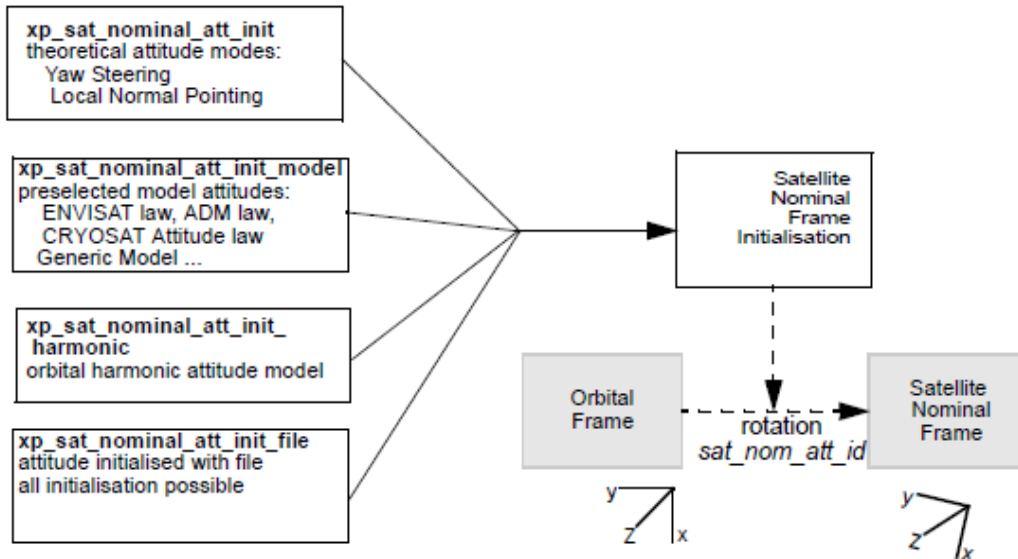 xp_sat_nominal_att_init
theoretical attitude modes:
Yaw Steering
Local Normal Pointing
xp_sat_nominal_att_init_model
preselected model attitudes:
ENVISAT law, ADM law,
CRYOSAT Attitude law
Generic Model ...
xp_sat_nominal_att_init_
harmonic
orbital harmonic attitude model
xp_sat_nominal_att_init_file
attitude initialised with file
all initialisation possible
Satellite
Nominal
Frame
Initialisation
Orbital
Frame
rotation
sat_nom_att_id
Satellite
Nominal
Frame
y
Z
x
y
z
x